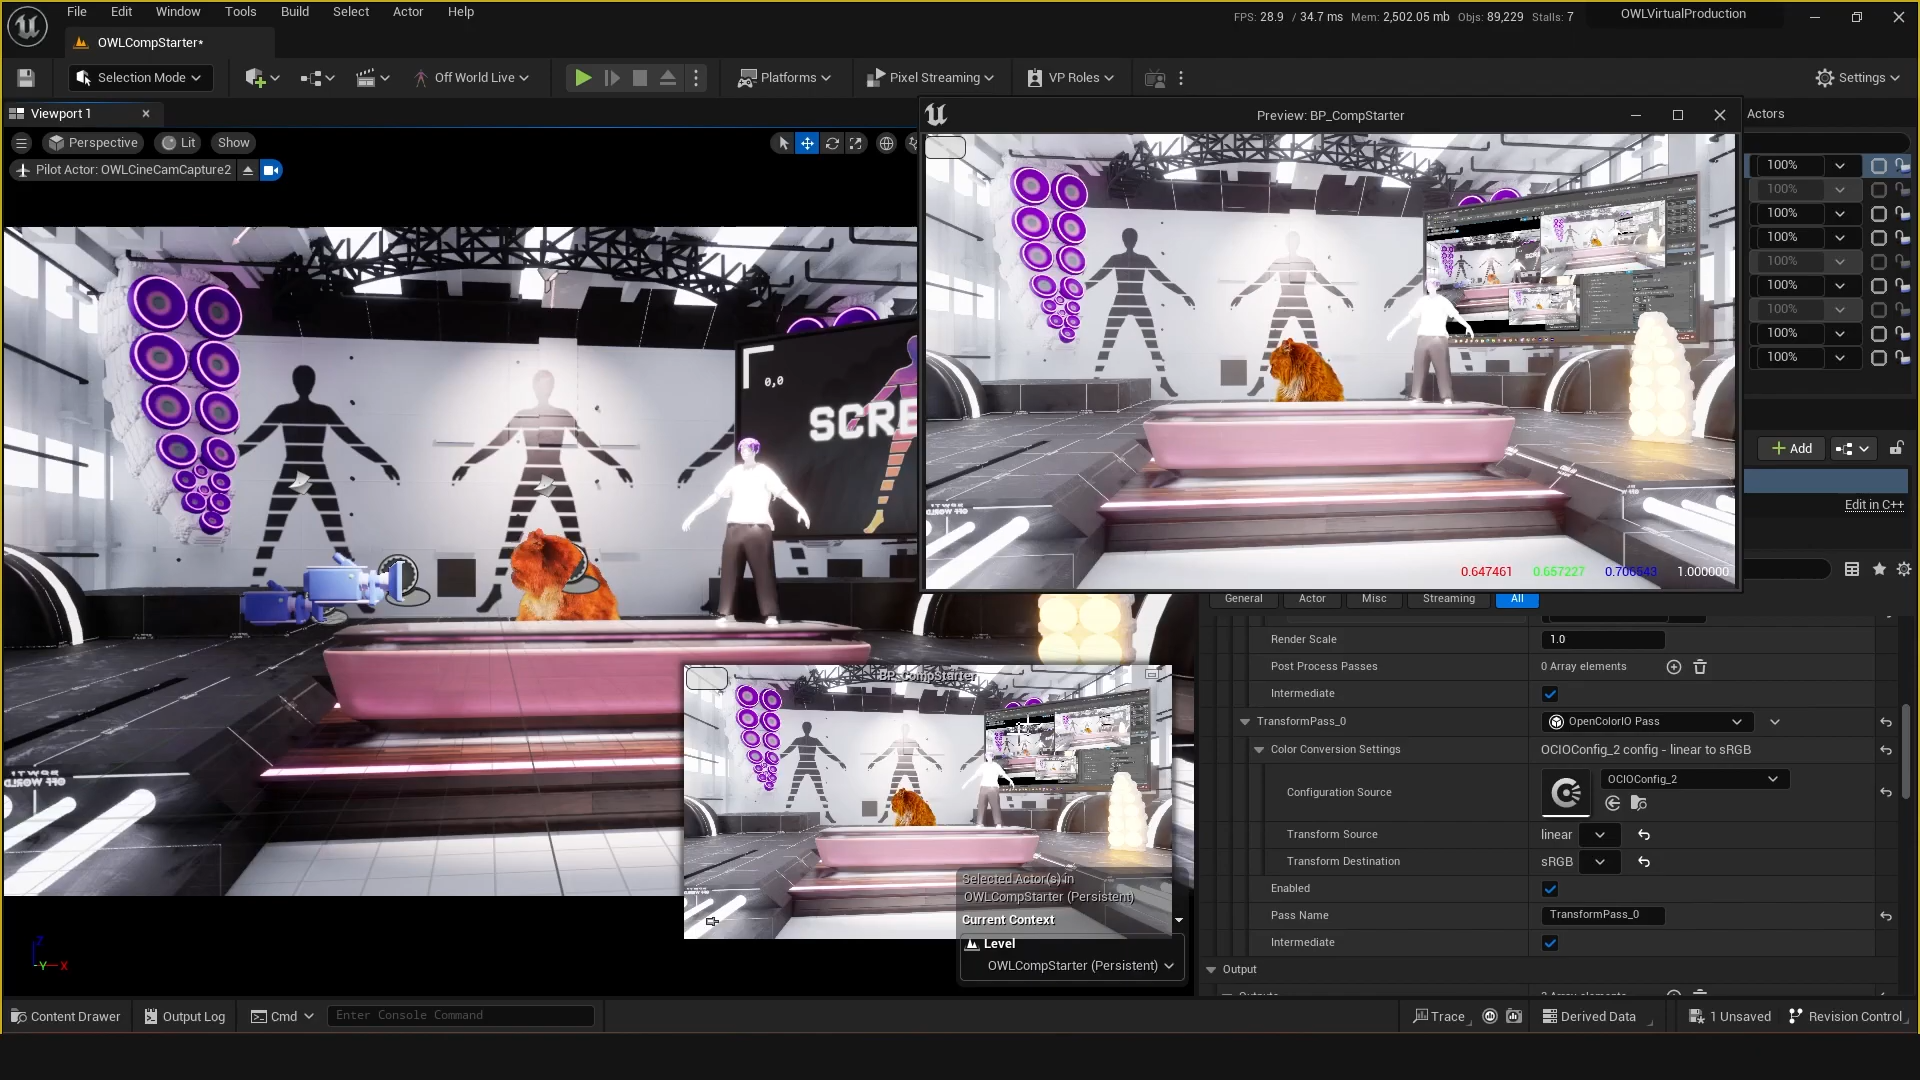 File Edit Window Tools Build Select Actor Help
FPS: 28.9 / 34.7 ms Mem: 2,502.05 mb Objs: 89,229 Stalls: 7
OWLVirtualProduction
OWLCompStarter*
Selection Mode
Off World Live
Platforms
Pixel Streaming
VP Roles
Settings
Viewport 1
Perspective
Lit
Show
Pilot Actor: OWLCineCamCapture2
0,0
SCRE
Preview: BP_CompStarter
0.647461 0.657227 0.706543 1.000000
Actors
100%
100%
100%
100%
100%
100%
100%
100%
100%
Add
Edit in C++
General Actor Misc Streaming All
Render Scale 1.0
Post Process Passes 0 Array elements
Intermediate
TransformPass_0 OpenColorIO Pass
Color Conversion Settings OCIOConfig_2 config - linear to sRGB
Configuration Source OCIOConfig_2
Transform Source linear
Transform Destination sRGB
Enabled
Pass Name TransformPass_0
Intermediate
Output
BP_CompStarter
Selected Actor(s) in
OWLCompStarter (Persistent)
Current Context
Level
OWLCompStarter (Persistent)
Content Drawer
Output Log
Cmd
Enter Console Command
Trace
Derived Data
1 Unsaved
Revision Control